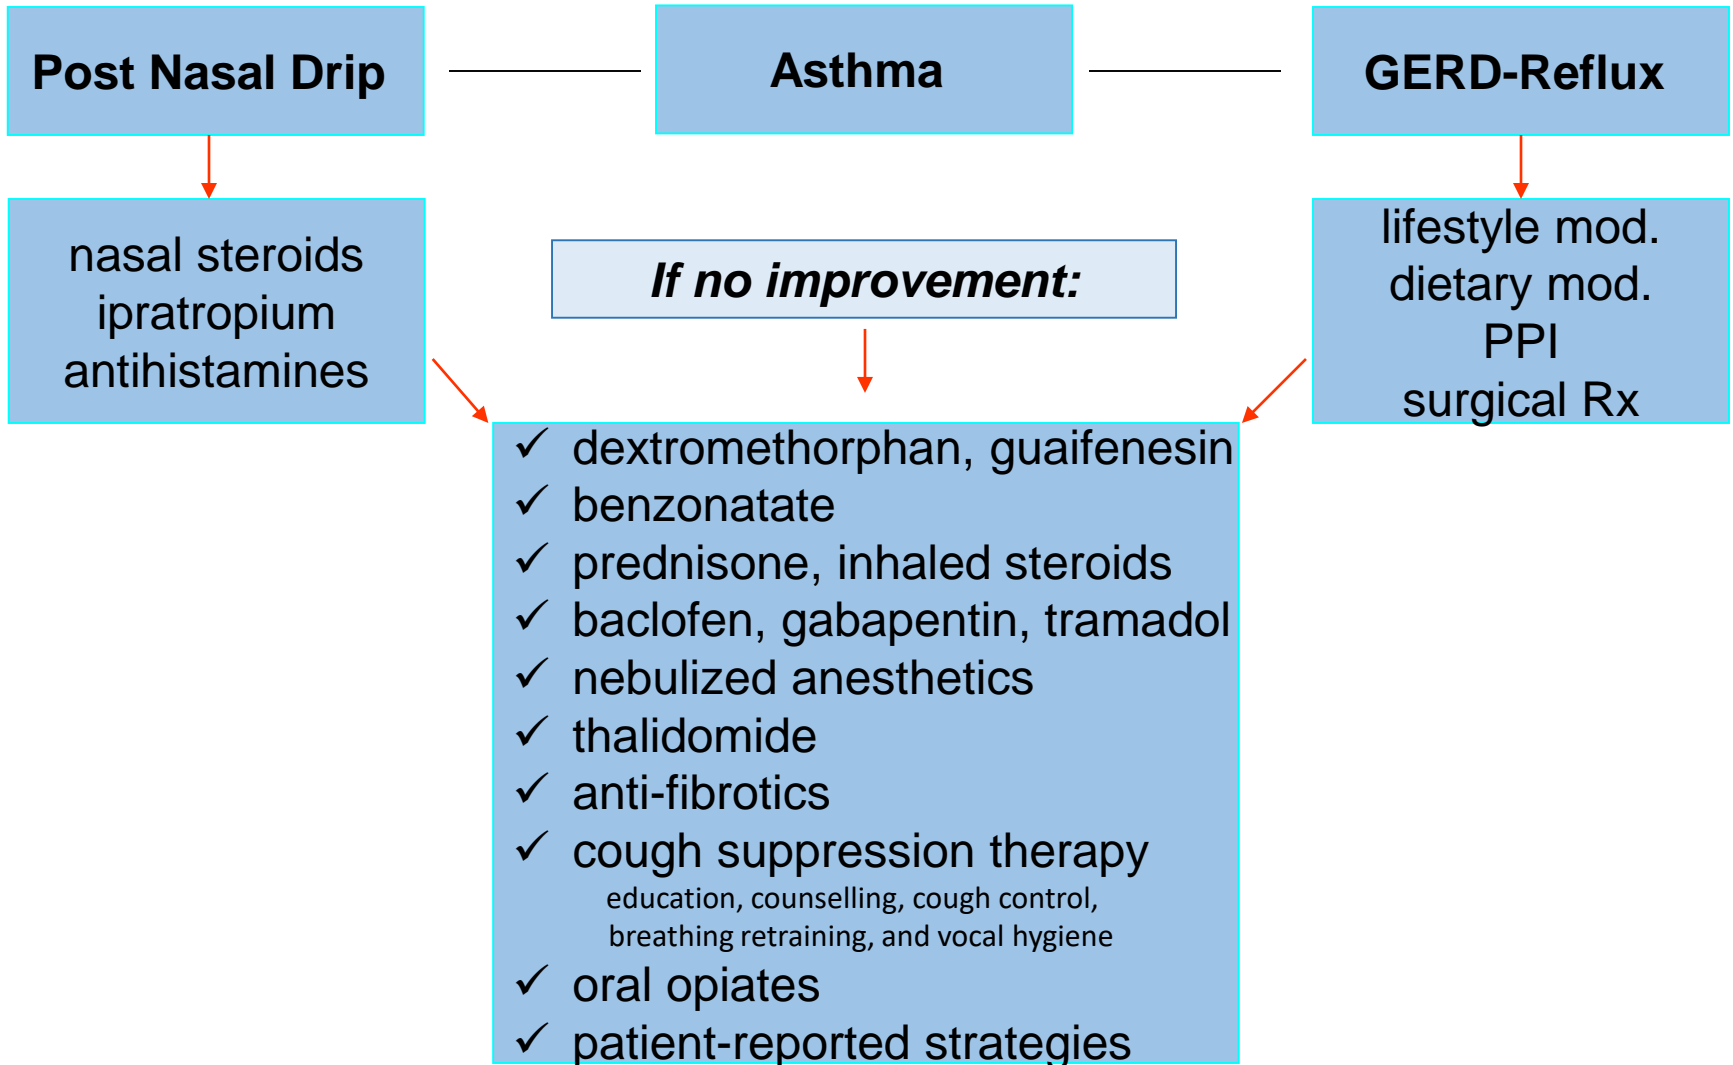 Post Nasal Drip
Asthma
GERD-Reflux
nasal steroids
ipratropium
antihistamines
If no improvement:
lifestyle mod.
dietary mod.
PPI
surgical Rx
✓ dextromethorphan, guaifenesin
✓ benzonatate
✓ prednisone, inhaled steroids
✓ baclofen, gabapentin, tramadol
✓ nebulized anesthetics
✓ thalidomide
✓ anti-fibrotics
✓ cough suppression therapy
education, counselling, cough control,
breathing retraining, and vocal hygiene
✓ oral opiates
✓ patient-reported strategies